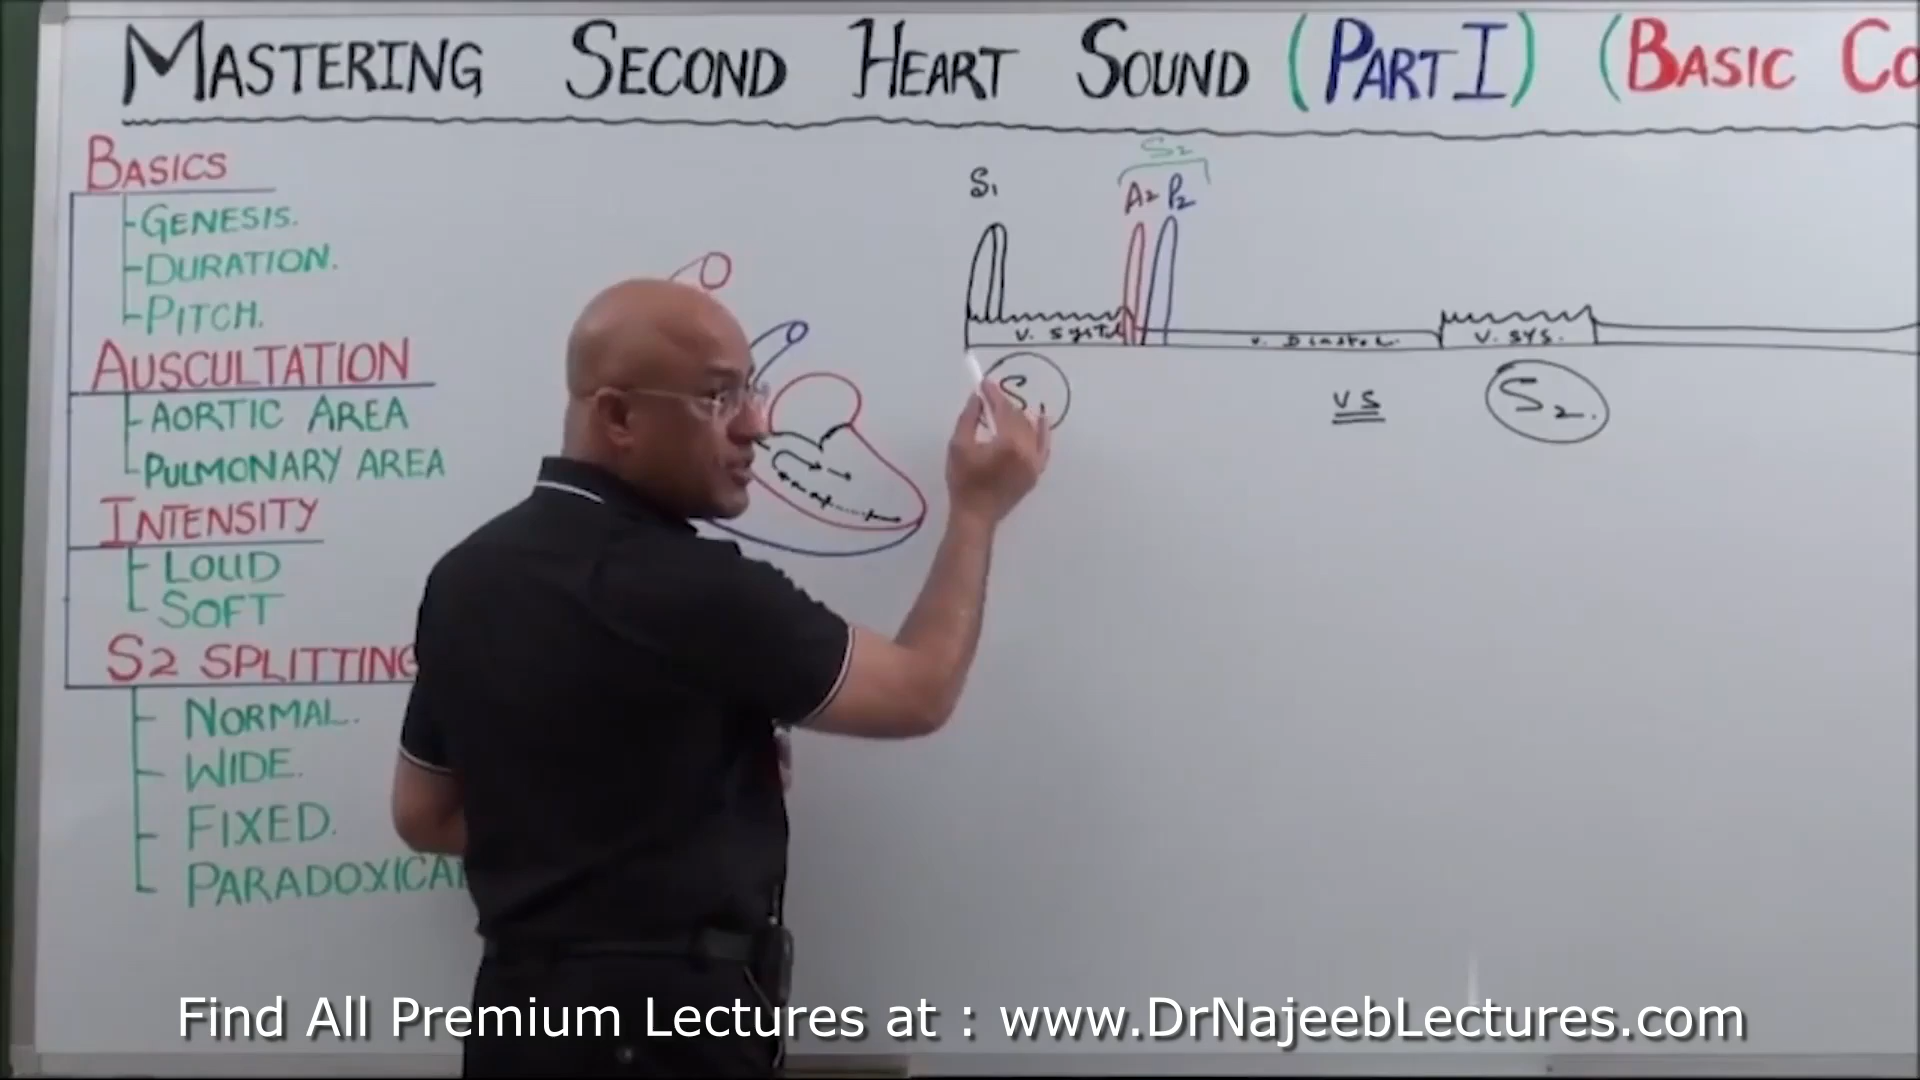 MASTERING SECOND HEART SOUND (PART I) (BASIC CO
BASICS
GENESIS.
DURATION.
PITCH.
AUSCULTATION
AORTIC AREA
PULMONARY AREA
INTENSITY
LOUD
SOFT
S2 SPLITTING
NORMAL.
WIDE.
FIXED.
PARADOXICAL
S2
S1
A2 P2
V. SYS.
S1
VS
S2.
Find All Premium Lectures at : www.DrNajeebLectures.com